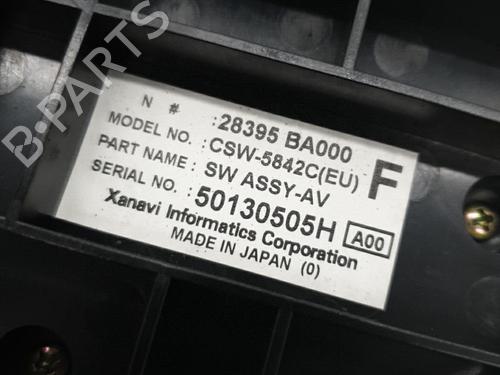 B-PARTS
N #  :28395 BA000
MODEL NO. :CSW-5842C(EU)
PART NAME :SW ASSY-AV
F
SERIAL NO. :50130505H
A00
Xanavi Informatics Corporation
MADE IN JAPAN (0)